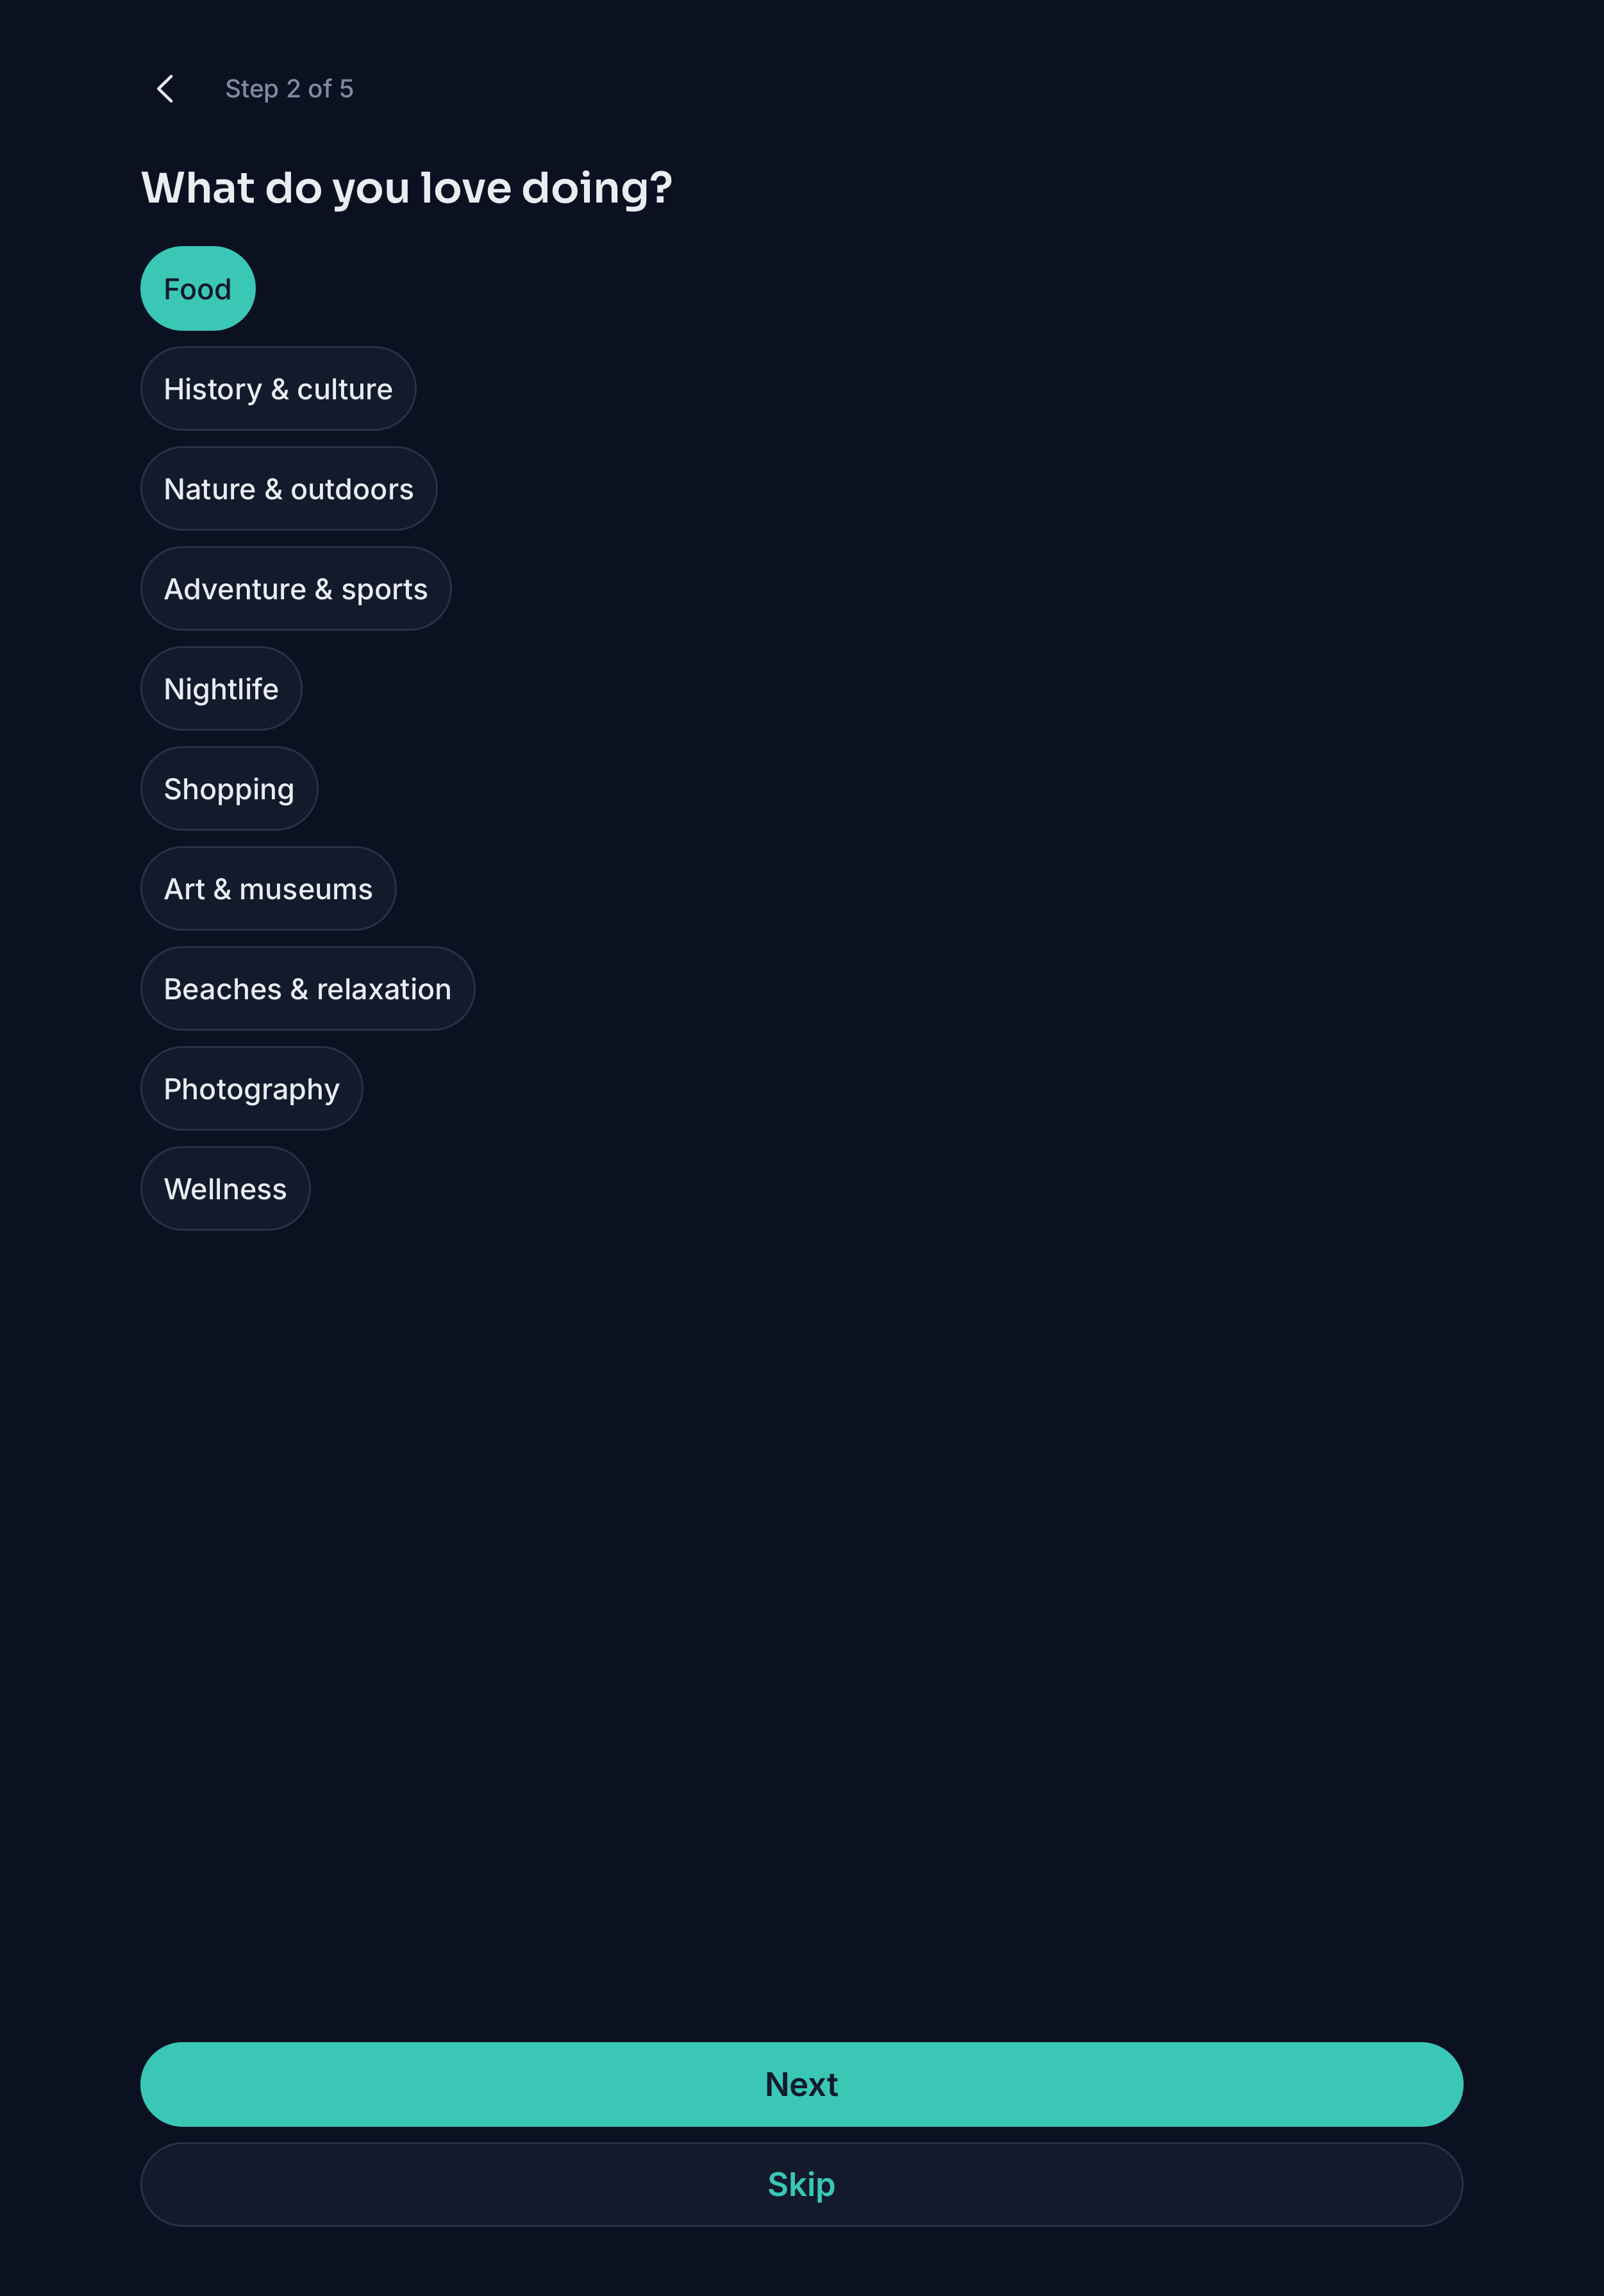 Step 2 of 5
What do you love doing?
Food
History & culture
Nature & outdoors
Adventure & sports
Nightlife
Shopping
Art & museums
Beaches & relaxation
Photography
Wellness
Next
Skip